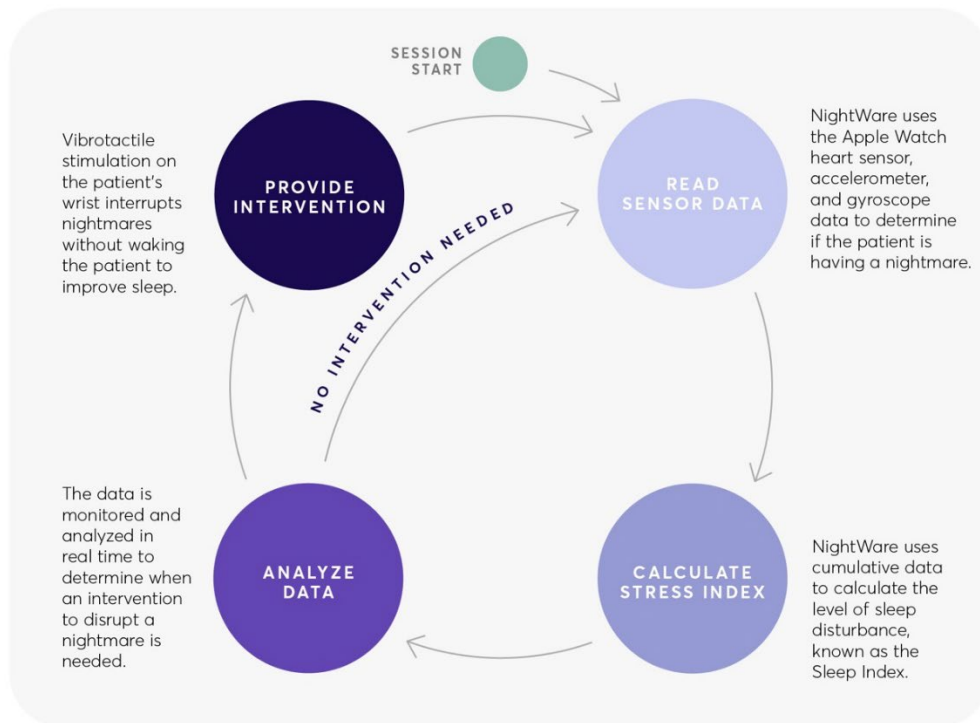 SESSION
START
PROVIDE
INTERVENTION
Vibrotactile
stimulation on
the patient's
wrist interrupts
nightmares
without waking
the patient to
improve sleep.
READ
SENSOR DATA
NightWare uses
the Apple Watch
heart sensor,
accelerometer,
and gyroscope
data to determine
if the patient is
having a nightmare.
NO INTERVENTION NEEDED
ANALYZE
DATA
The data is
monitored and
analyzed in
real time to
determine when
an intervention
to disrupt a
nightmare is
needed.
CALCULATE
STRESS INDEX
NightWare uses
cumulative data
to calculate the
level of sleep
disturbance,
known as the
Sleep Index.